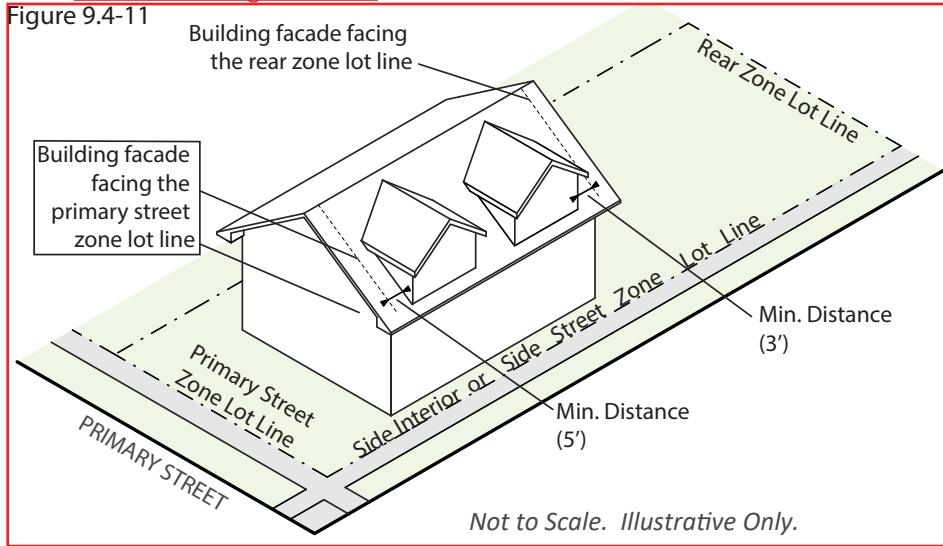 Figure 9.4-11
Building facade facing
the rear zone lot line
Rear Zone Lot Line
Building facade
facing the
primary street
zone lot line
Min. Distance
(3')
Primary Street
Zone Lot Line
Side Interior or Side Street Zone Lot Line
Min. Distance
(5')
PRIMARY STREET
Not to Scale. Illustrative Only.